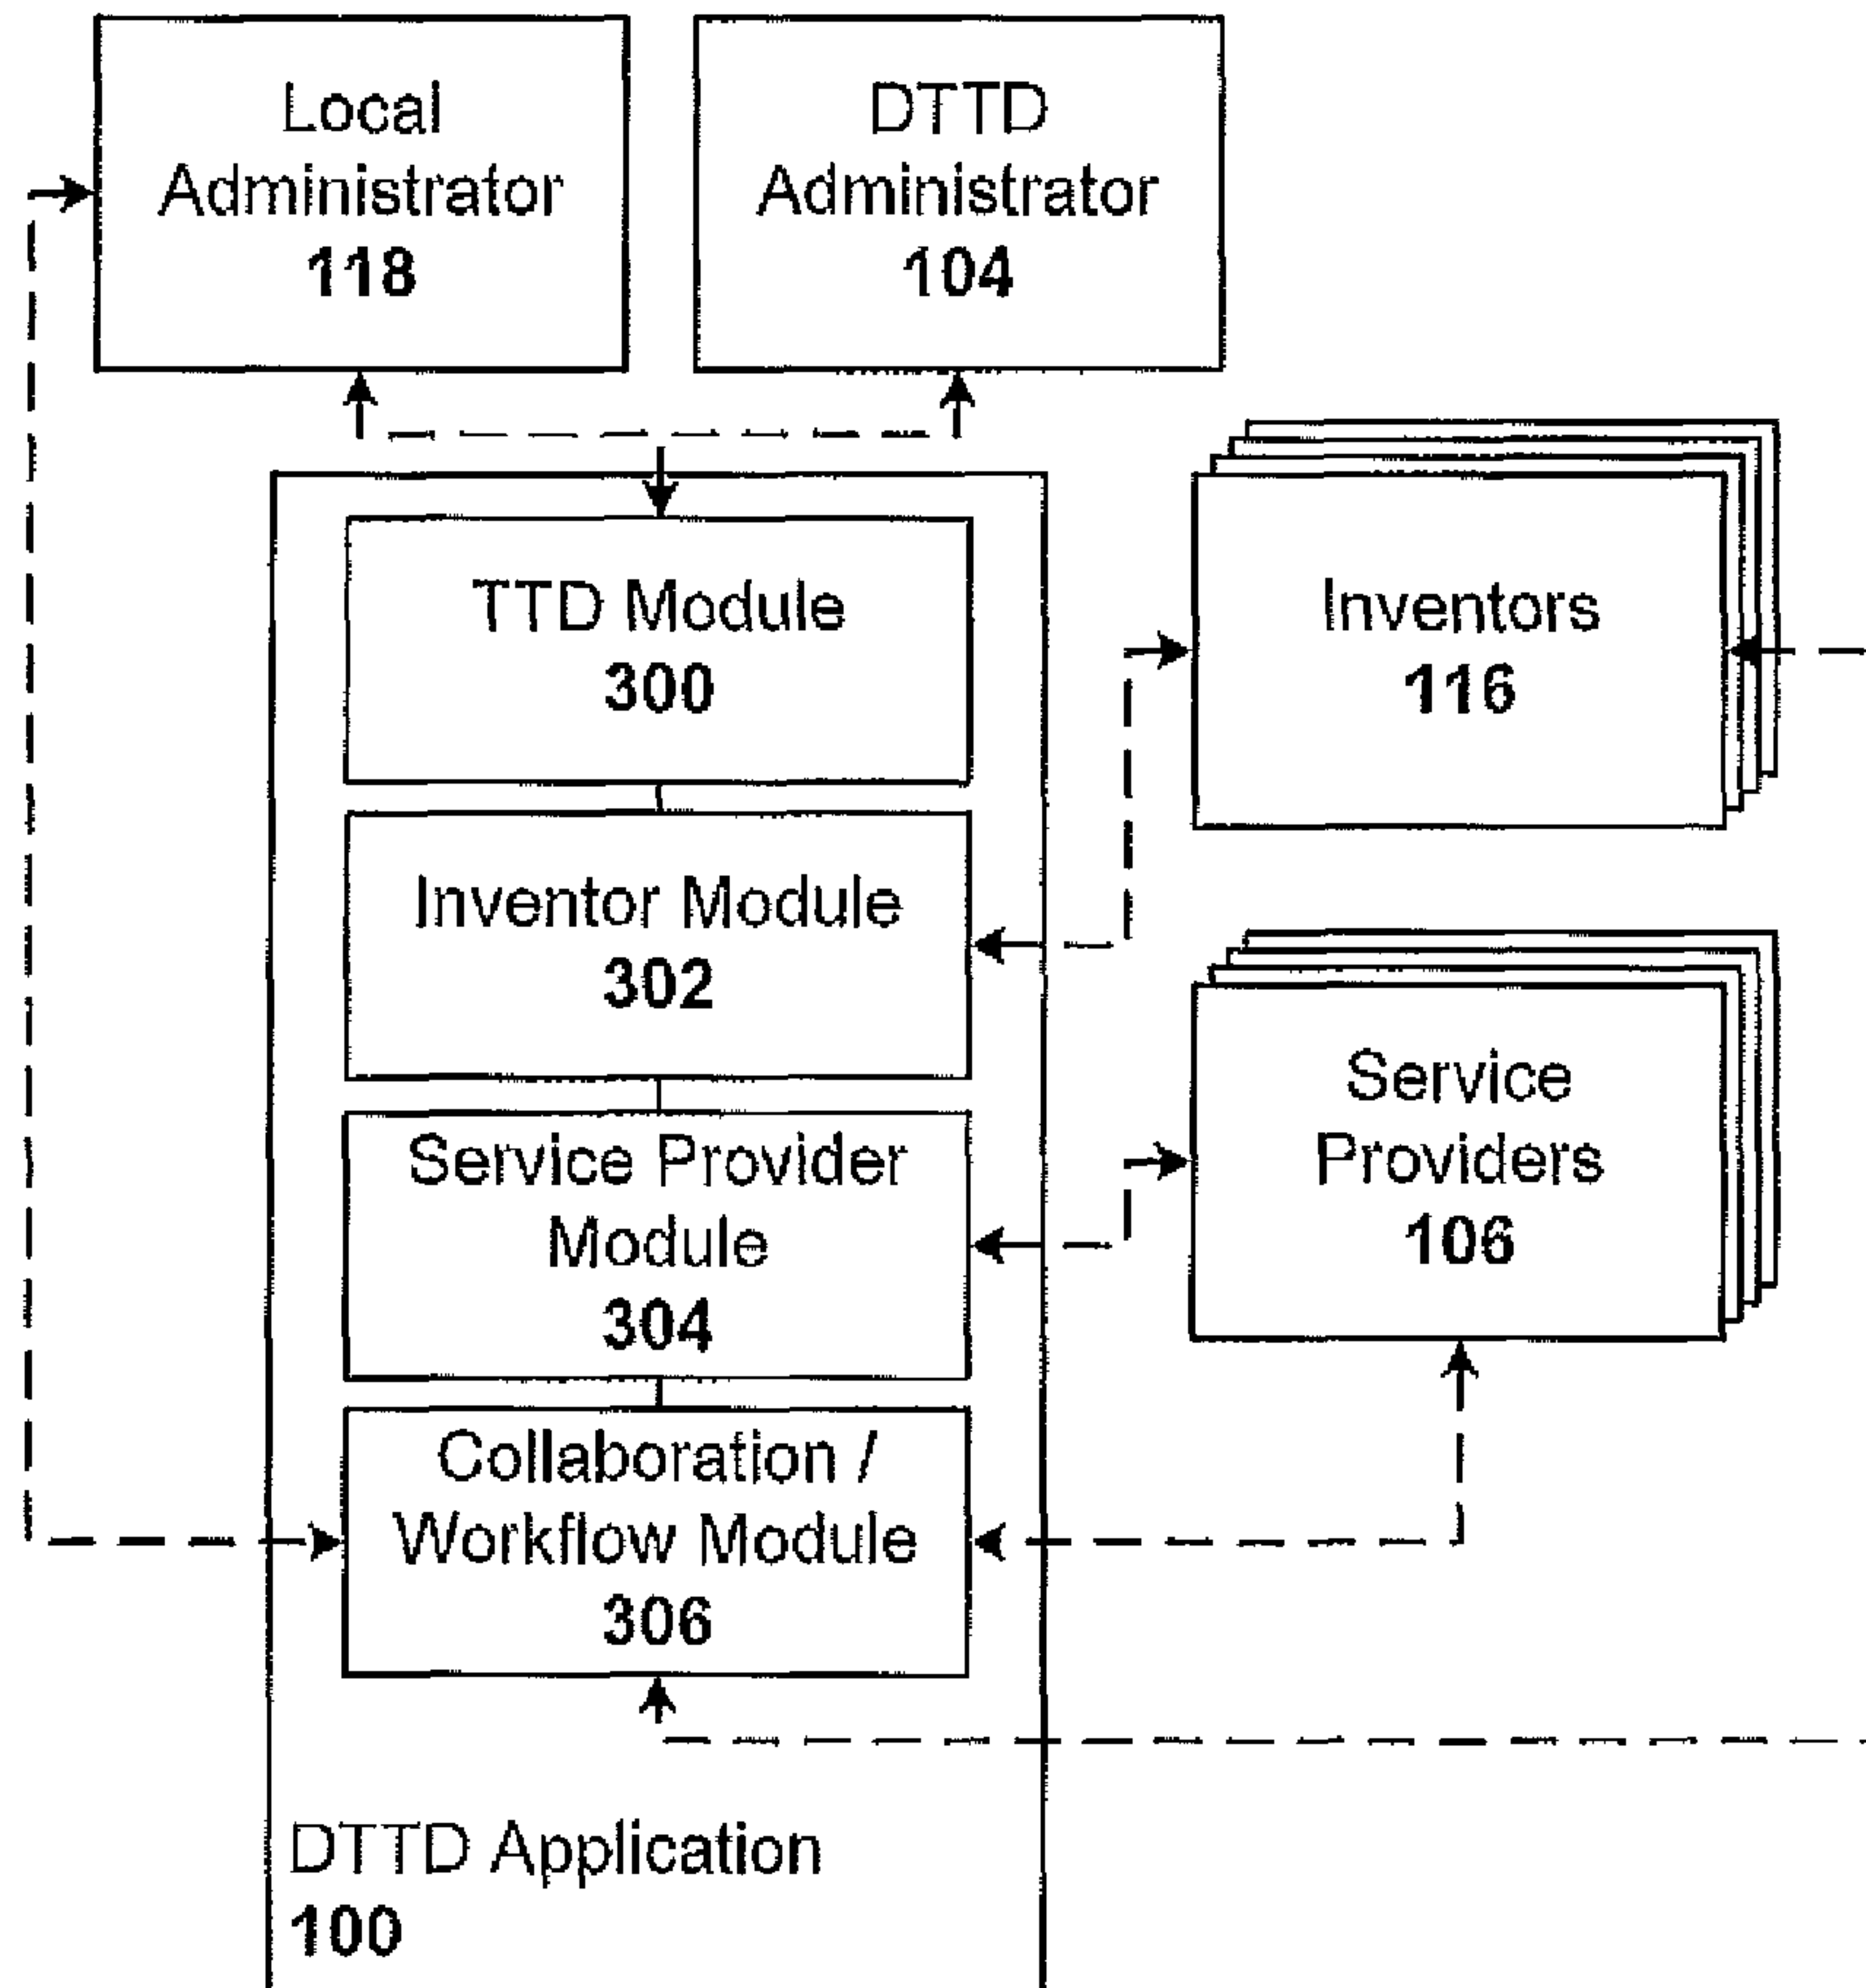 Local
Administrator
118
DTTD
Administrator
104
TTD Module
300
Inventors
116
Inventor Module
302
Service
Providers
106
Service Provider
Module
304
Collaboration /
Workflow Module
306
DTTD Application
100